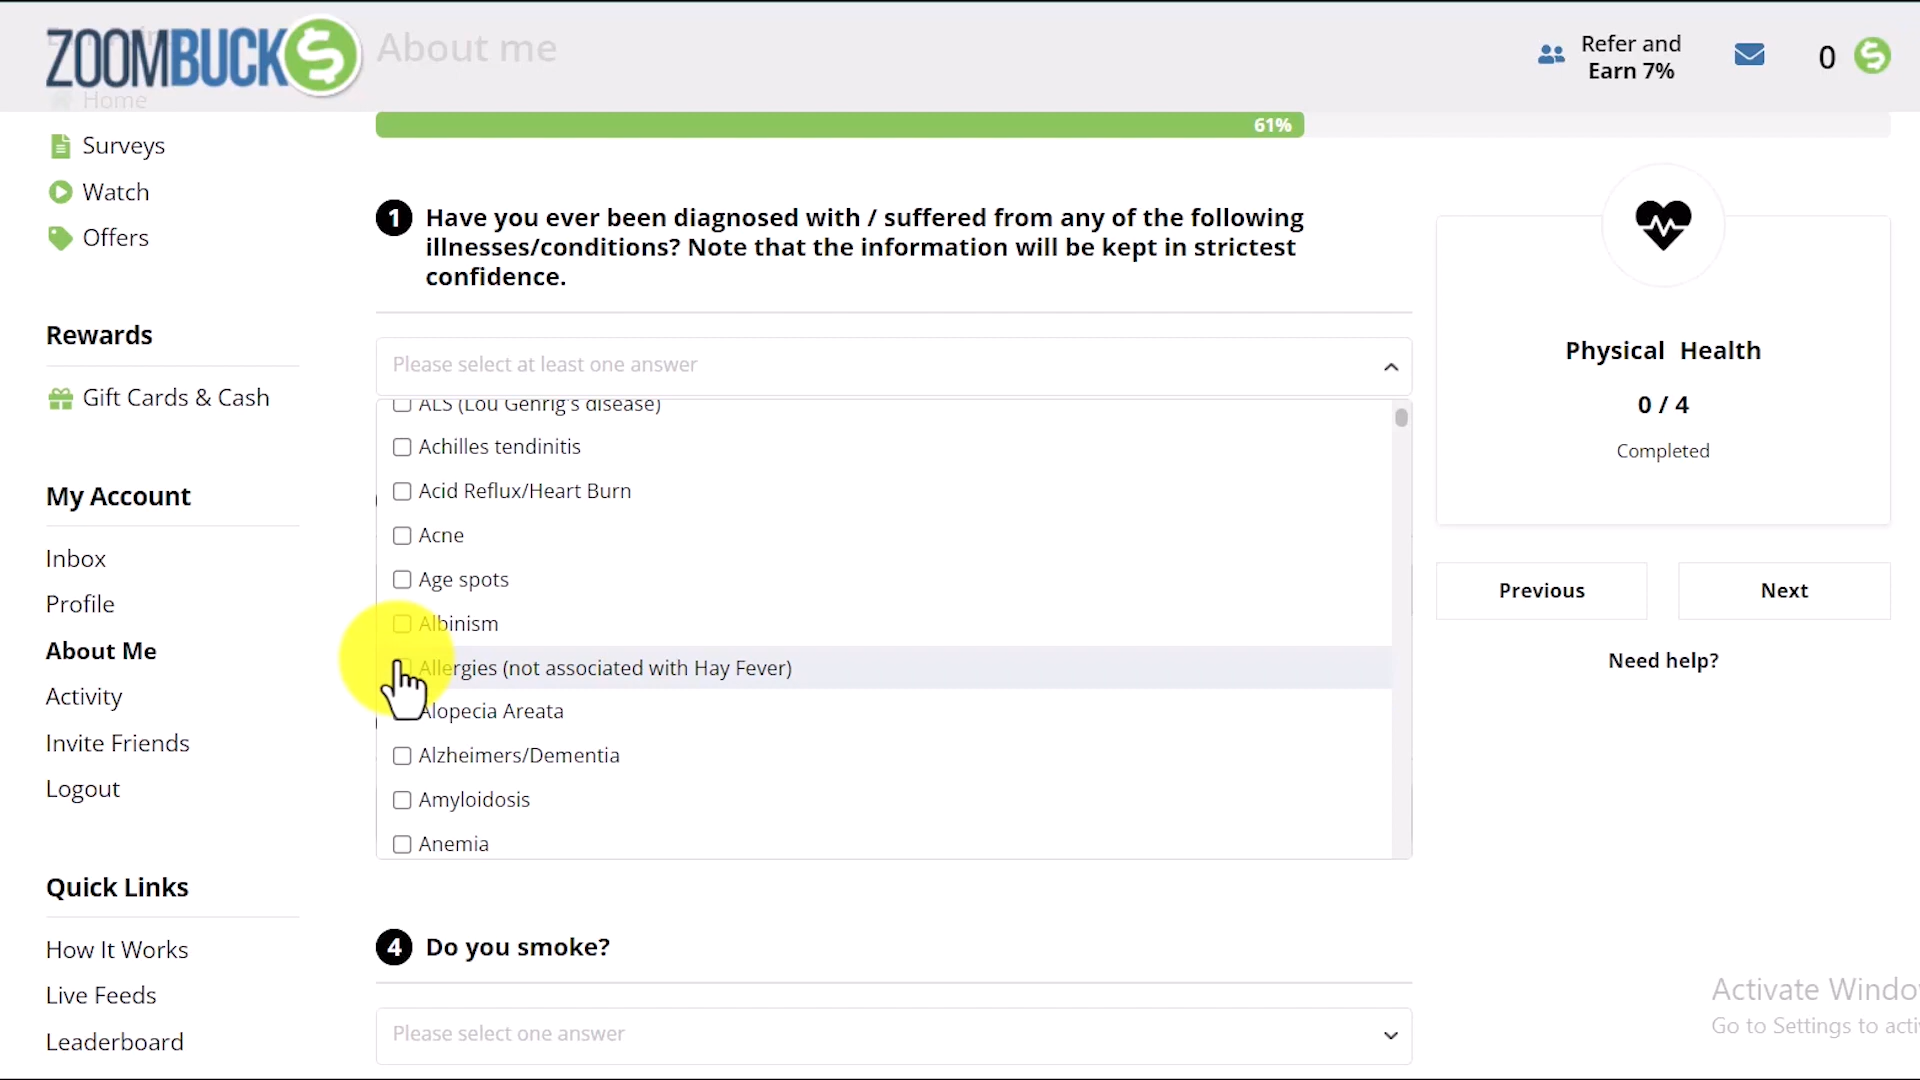 ZOOMBUCK$
About me
Refer and
Earn 7%
0
Home
Surveys
Watch
Offers
Rewards
Gift Cards & Cash
My Account
Inbox
Profile
About Me
Activity
Invite Friends
Logout
Quick Links
How It Works
Live Feeds
Leaderboard
61%
1 Have you ever been diagnosed with / suffered from any of the following
illnesses/conditions? Note that the information will be kept in strictest
confidence.
Please select at least one answer
ALS (Lou Gehrig's disease)
Achilles tendinitis
Acid Reflux/Heart Burn
Acne
Age spots
Albinism
Allergies (not associated with Hay Fever)
Alopecia Areata
Alzheimers/Dementia
Amyloidosis
Anemia
4 Do you smoke?
Please select one answer
Physical Health
0 / 4
Completed
Previous
Next
Need help?
Activate Windo
Go to Settings to acti